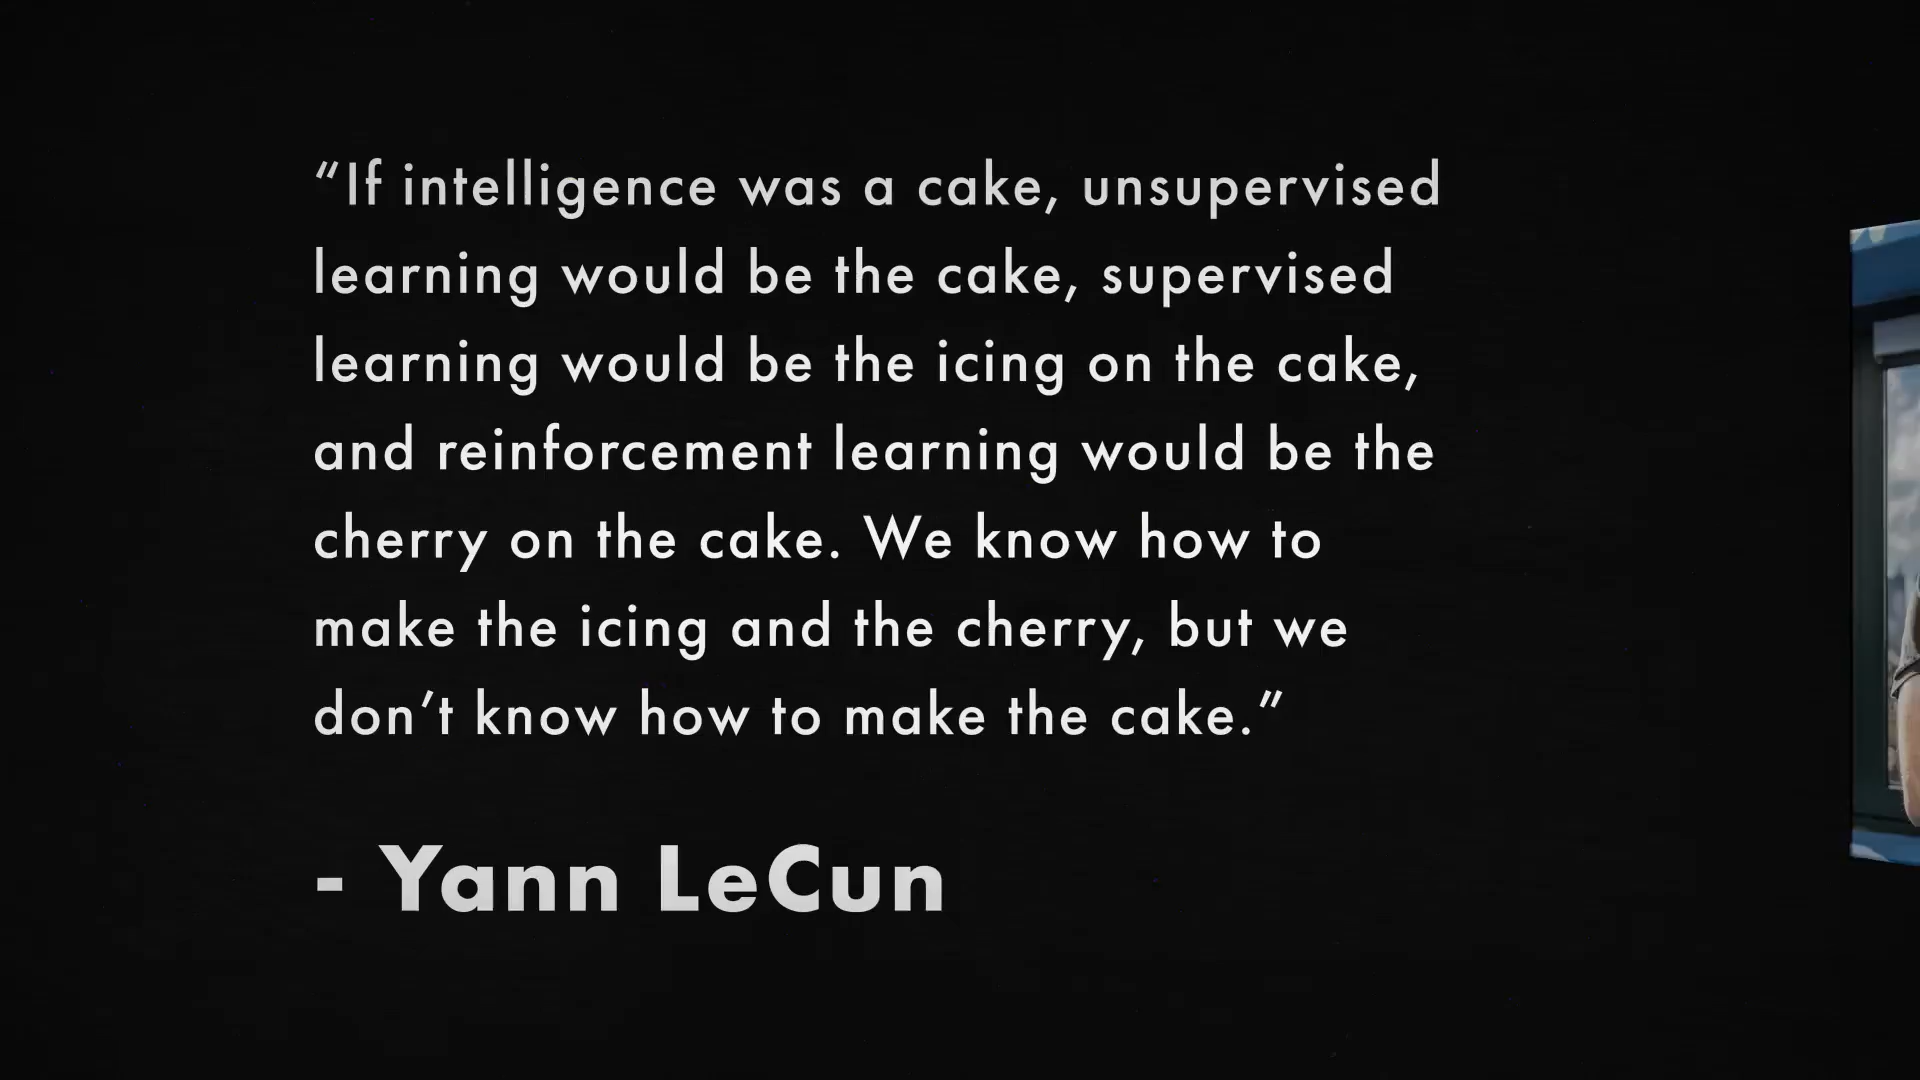 “If intelligence was a cake, unsupervised
learning would be the cake, supervised
learning would be the icing on the cake,
and reinforcement learning would be the
cherry on the cake. We know how to
make the icing and the cherry, but we
don’t know how to make the cake.”
- Yann LeCun